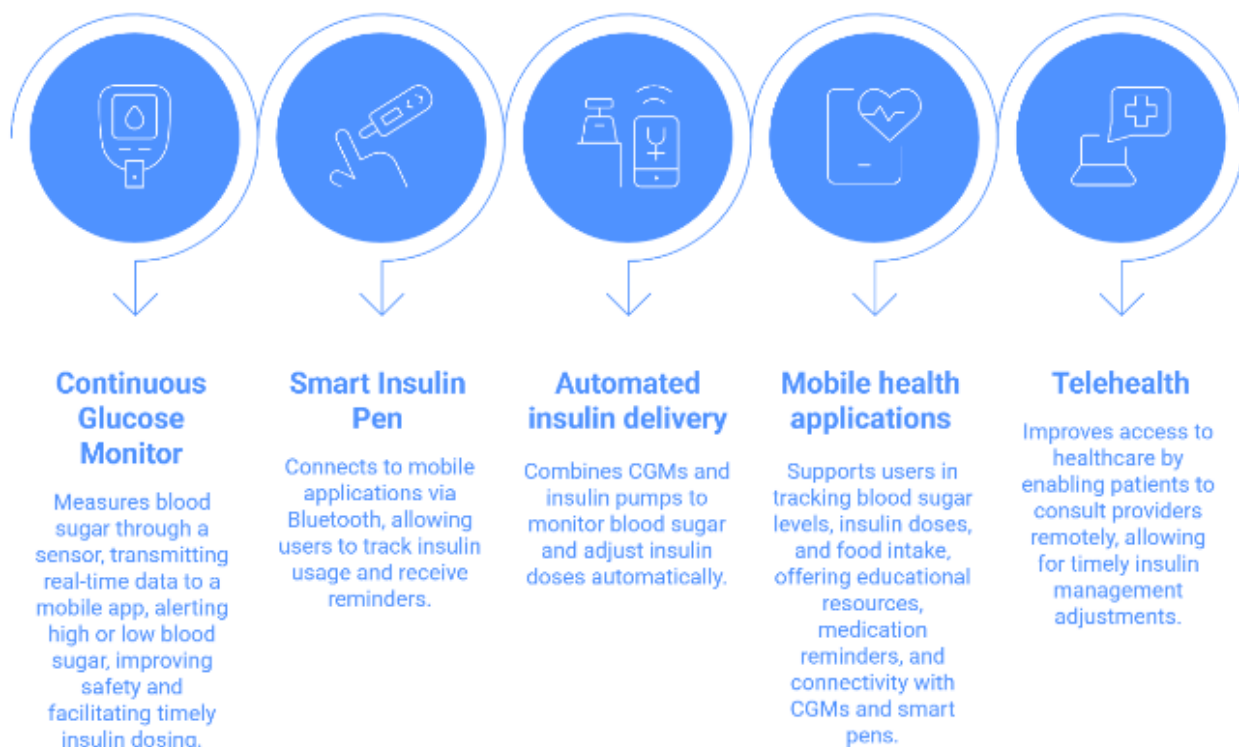 Continuous
Glucose
Monitor
Measures blood
sugar through a
sensor, transmitting
real-time data to a
mobile app, alerting
high or low blood
sugar, improving
safety and
facilitating timely
insulin dosing.
Smart Insulin
Pen
Connects to mobile
applications via
Bluetooth, allowing
users to track insulin
usage and receive
reminders.
Automated
insulin delivery
Combines CGMs and
insulin pumps to
monitor blood sugar
and adjust insulin
doses automatically.
Mobile health
applications
Supports users in
tracking blood sugar
levels, insulin doses,
and food intake,
offering educational
resources,
medication
reminders, and
connectivity with
CGMs and smart
pens.
Telehealth
Improves access to
healthcare by
enabling patients to
consult providers
remotely, allowing
for timely insulin
management
adjustments.